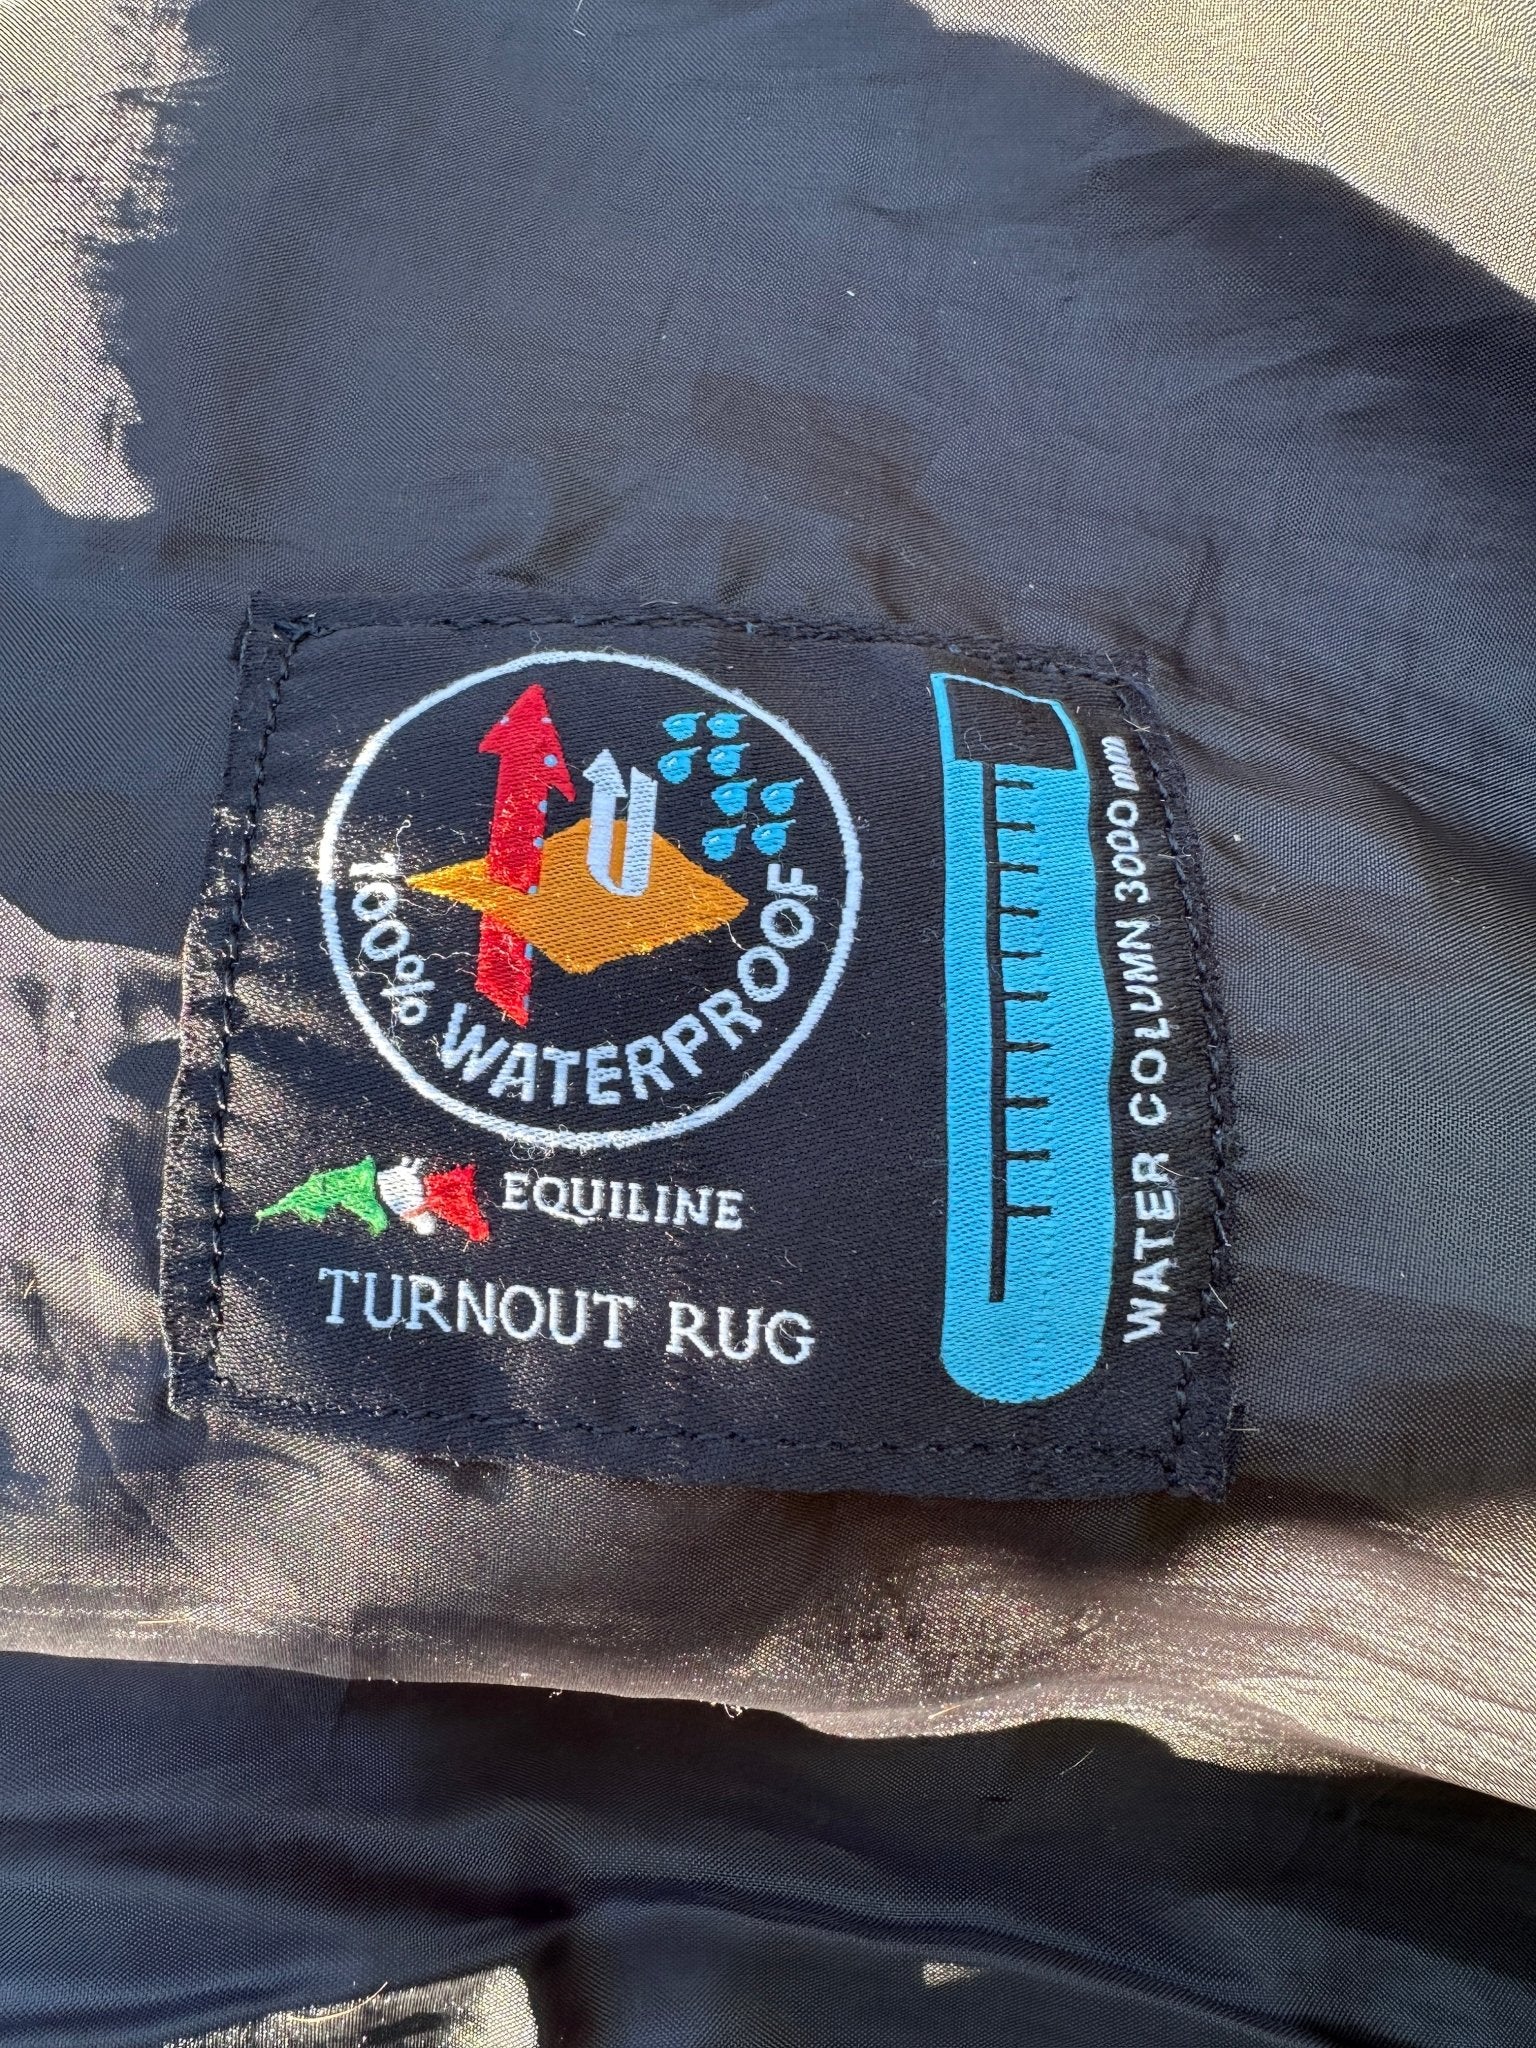 100% WATERPROOF
EQUILINE
TURNOUT RUG
WATER COLUMN 3000 mm